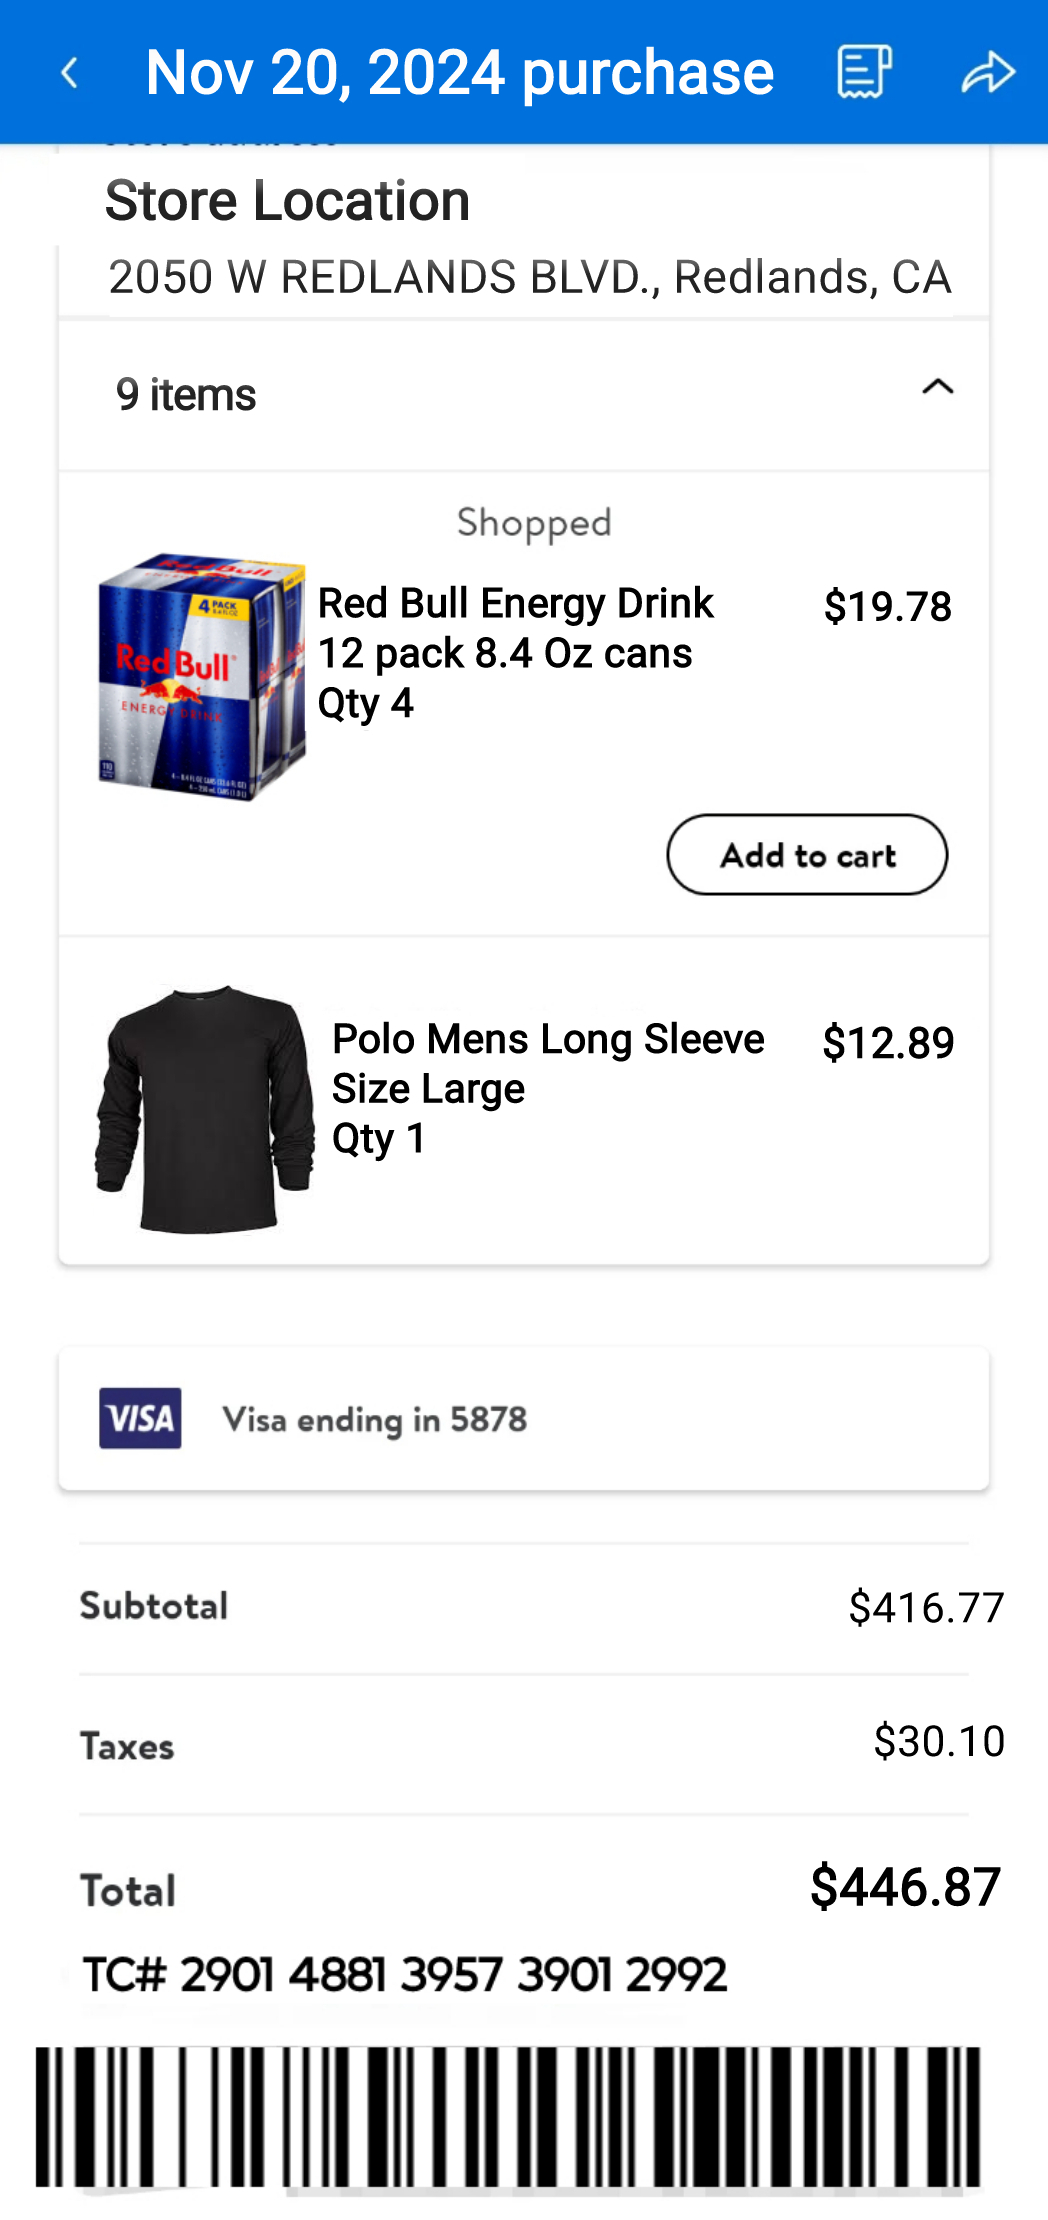 Nov 20, 2024 purchase
Store Location
2050 W REDLANDS BLVD., Redlands, CA
9 items
Shopped
Red Bull Energy Drink
12 pack 8.4 Oz cans
Qty 4
$19.78
4 PACK
Red Bull
ENERGY DRINK
Add to cart
Polo Mens Long Sleeve
Size Large
Qty 1
$12.89
VISA Visa ending in 5878
Subtotal $416.77
Taxes $30.10
Total $446.87
TC# 2901 4881 3957 3901 2992